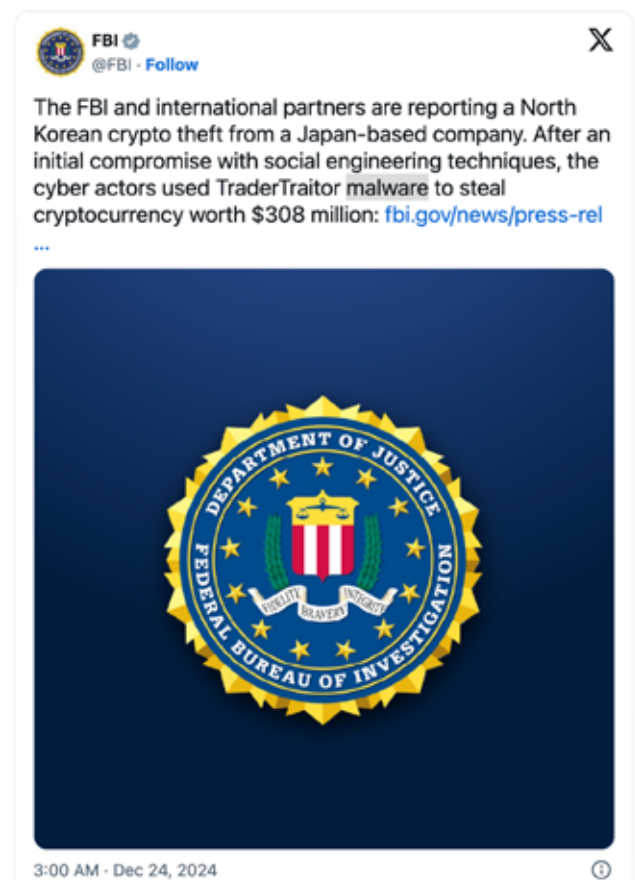 FBI
@FBI · Follow
The FBI and international partners are reporting a North
Korean crypto theft from a Japan-based company. After an
initial compromise with social engineering techniques, the
cyber actors used TraderTraitor malware to steal
cryptocurrency worth $308 million: fbi.gov/news/press-rel
...
DEPARTMENT OF JUSTICE
FIDELITY BRAVERY INTEGRITY
FEDERAL BUREAU OF INVESTIGATION
3:00 AM · Dec 24, 2024